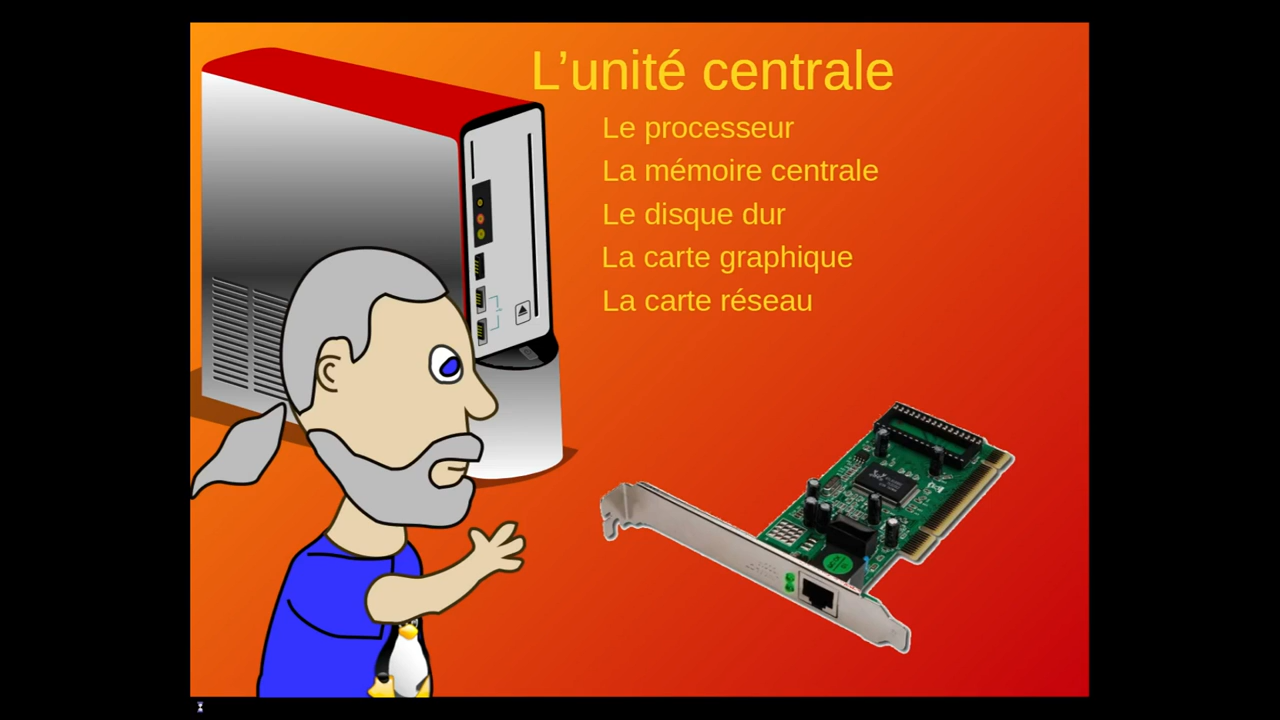 L’unité centrale
Le processeur
La mémoire centrale
Le disque dur
La carte graphique
La carte réseau